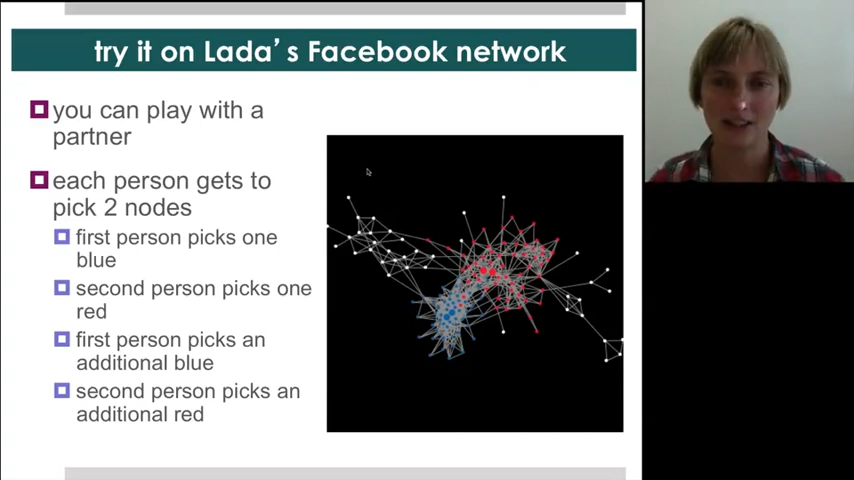 try it on Lada's Facebook network
you can play with a
partner
each person gets to
pick 2 nodes
first person picks one
blue
second person picks one
red
first person picks an
additional blue
second person picks an
additional red